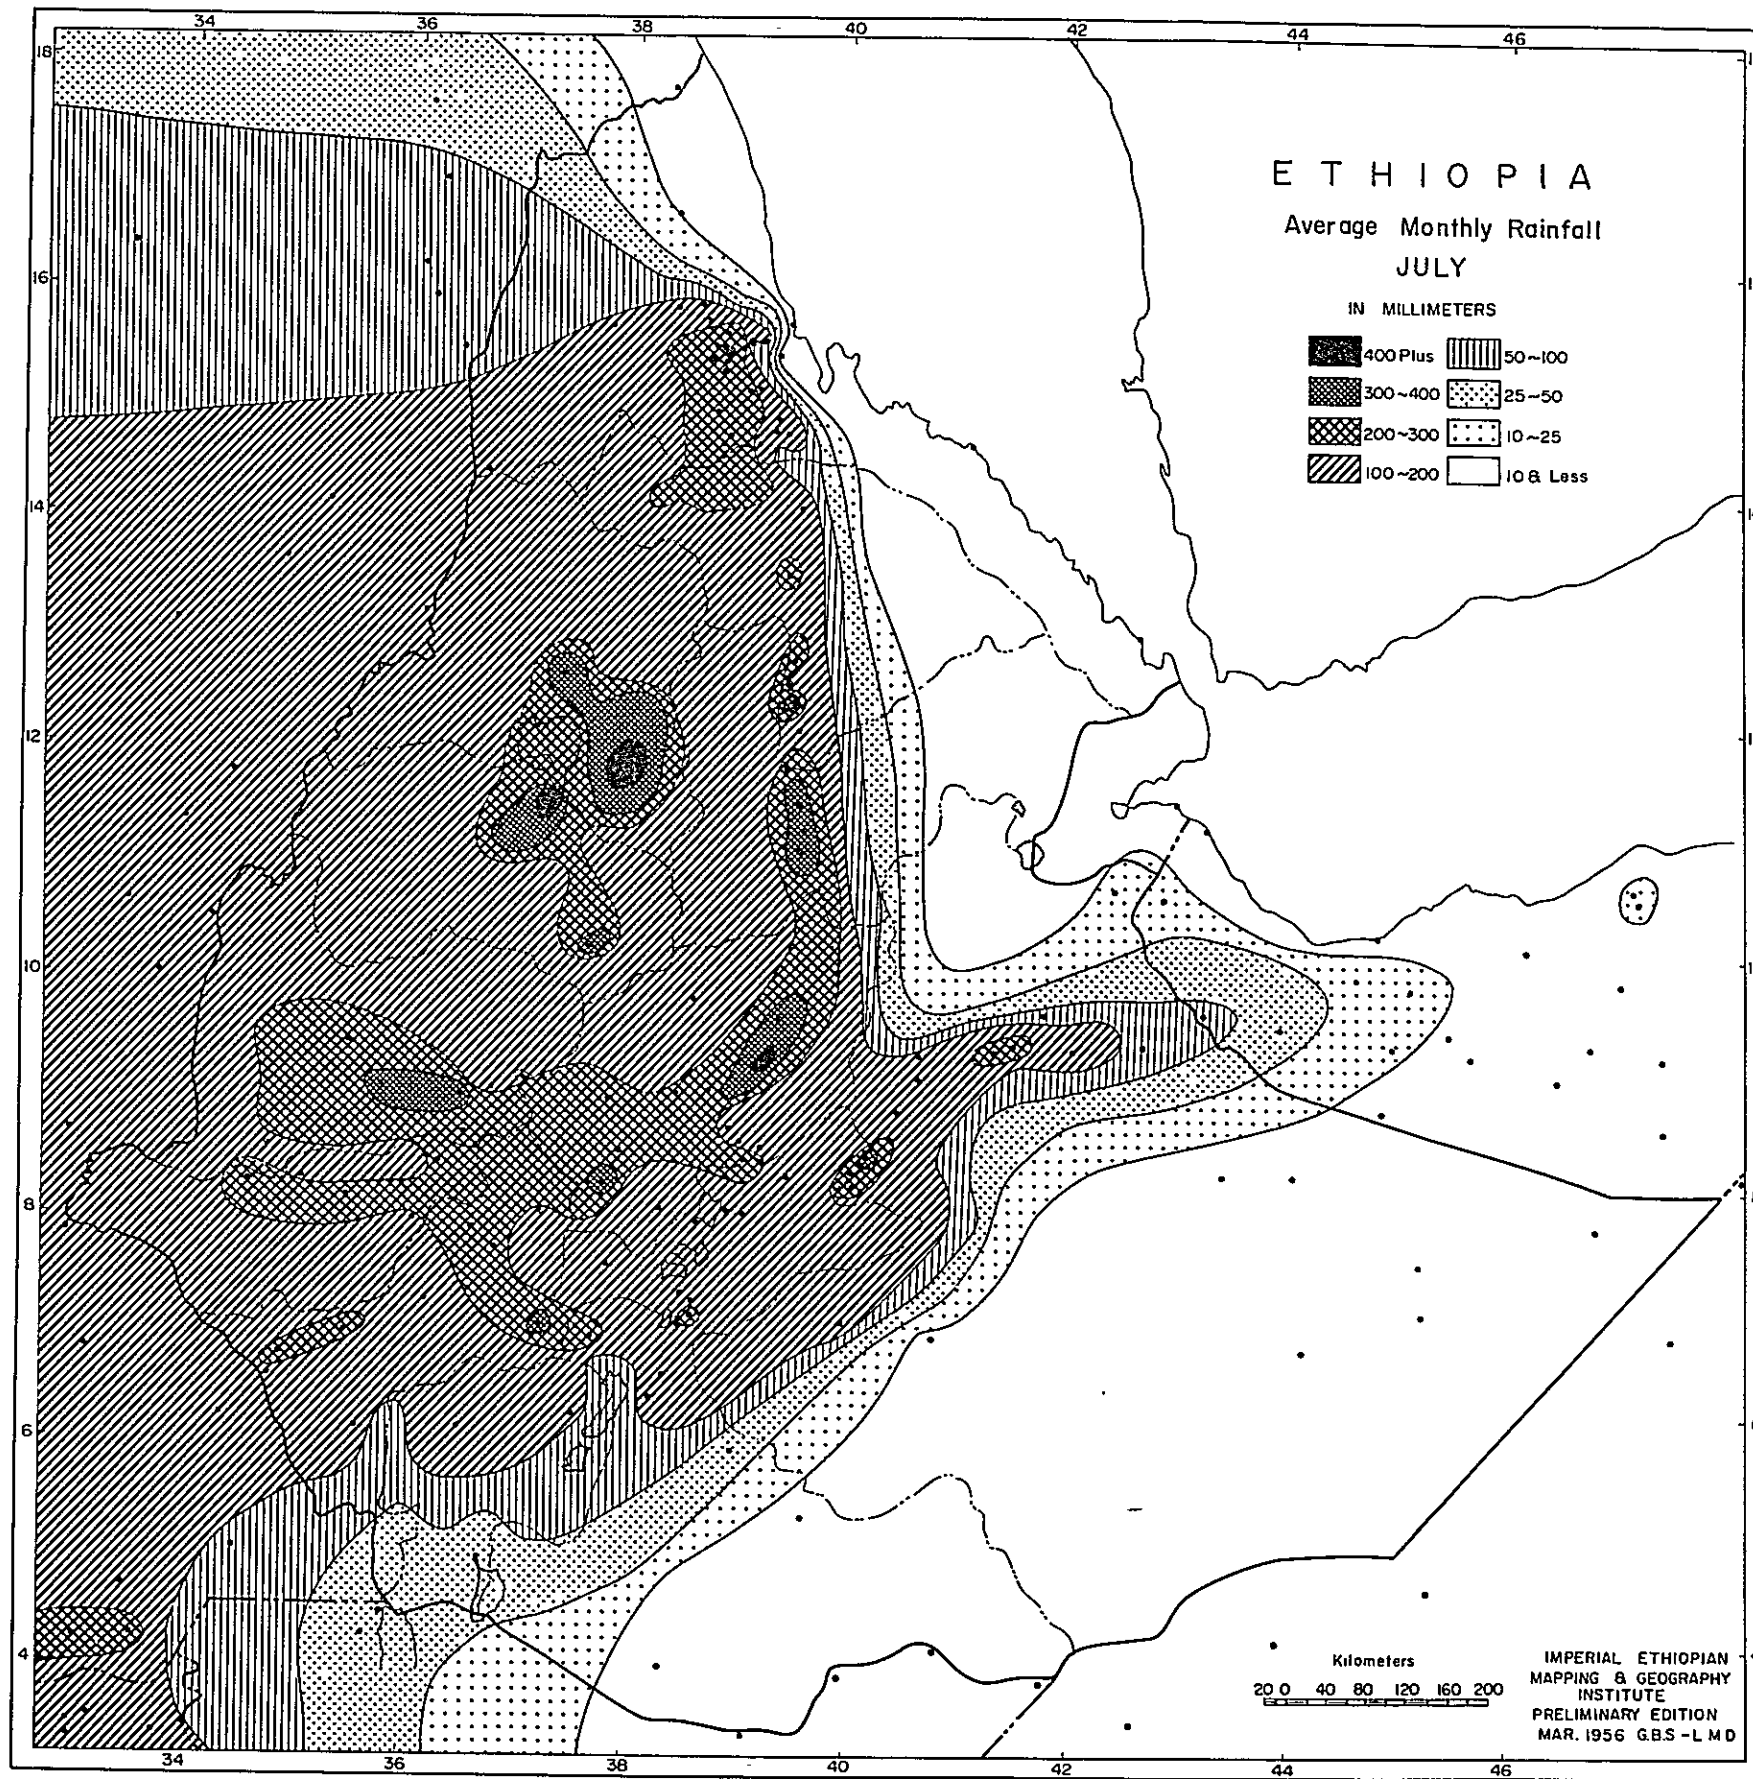 34 36 38 40 42 44 46
18
16
14
12
10
8
6
4
ETHIOPIA
Average Monthly Rainfall
JULY
IN MILLIMETERS
400 Plus 50~100
300~400 25~50
200~300 10~25
100~200 10 & Less
Kilometers
20 0 40 80 120 160 200
IMPERIAL ETHIOPIAN
MAPPING & GEOGRAPHY
INSTITUTE
PRELIMINARY EDITION
MAR. 1956 G.B.S - L M D
34 36 38 40 42 44 46